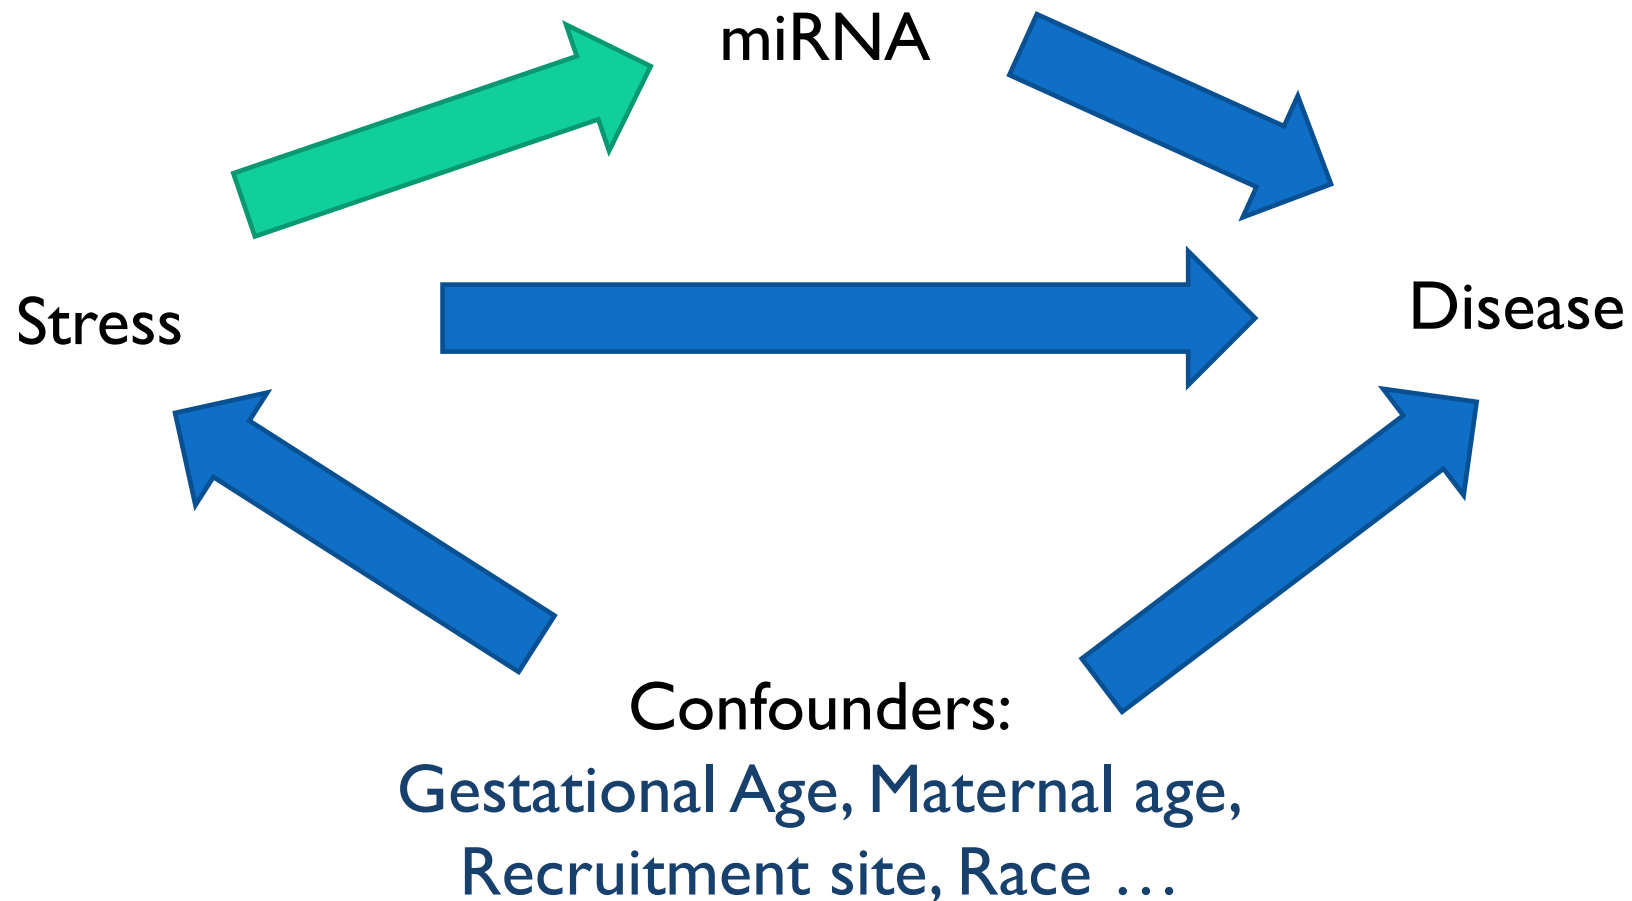 miRNA
Stress
Disease
Confounders:
Gestational Age, Maternal age,
Recruitment site, Race …